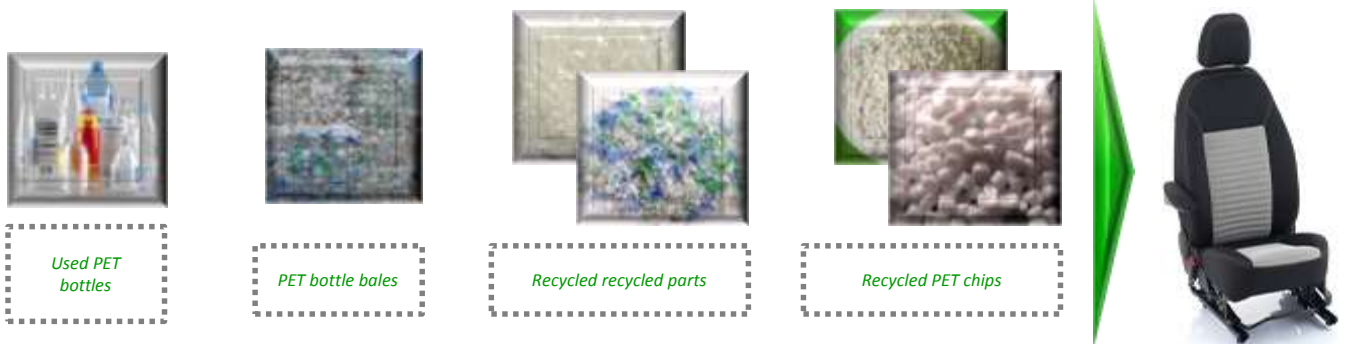 Used PET
bottles
PET bottle bales
Recycled recycled parts
Recycled PET chips